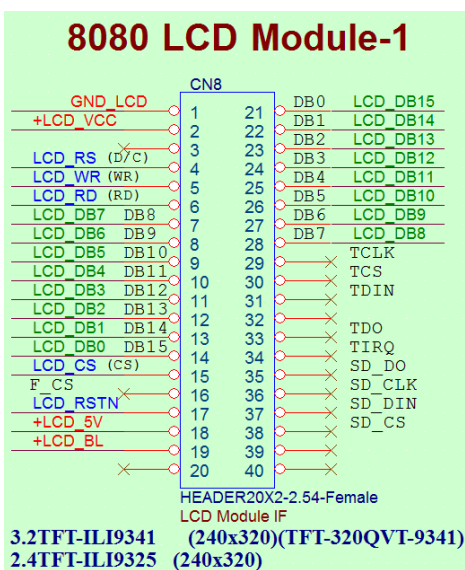 8080 LCD Module-1
CN8
GND_LCD 1 21 DB0 LCD_DB15
+LCD_VCC 2 22 DB1 LCD_DB14
3 23 DB2 LCD_DB13
LCD_RS (D/C) 4 24 DB3 LCD_DB12
LCD_WR (WR) 5 25 DB4 LCD_DB11
LCD_RD (RD) 6 26 DB5 LCD_DB10
LCD_DB7 DB8 7 27 DB6 LCD_DB9
LCD_DB6 DB9 8 28 DB7 LCD_DB8
LCD_DB5 DB10 9 29 TCLK
LCD_DB4 DB11 10 30 TCS
LCD_DB3 DB12 11 31 TDIN
LCD_DB2 DB13 12 32
LCD_DB1 DB14 13 33 TDO
LCD_DB0 DB15 14 34 TIRQ
LCD_CS (CS) 15 35 SD_DO
F_CS 16 36 SD_CLK
LCD_RSTN 17 37 SD_DIN
+LCD_5V 18 38 SD_CS
+LCD_BL 19 39
20 40
HEADER20X2-2.54-Female
LCD Module IF
3.2TFT-ILI9341 (240x320)(TFT-320QVT-9341)
2.4TFT-ILI9325 (240x320)